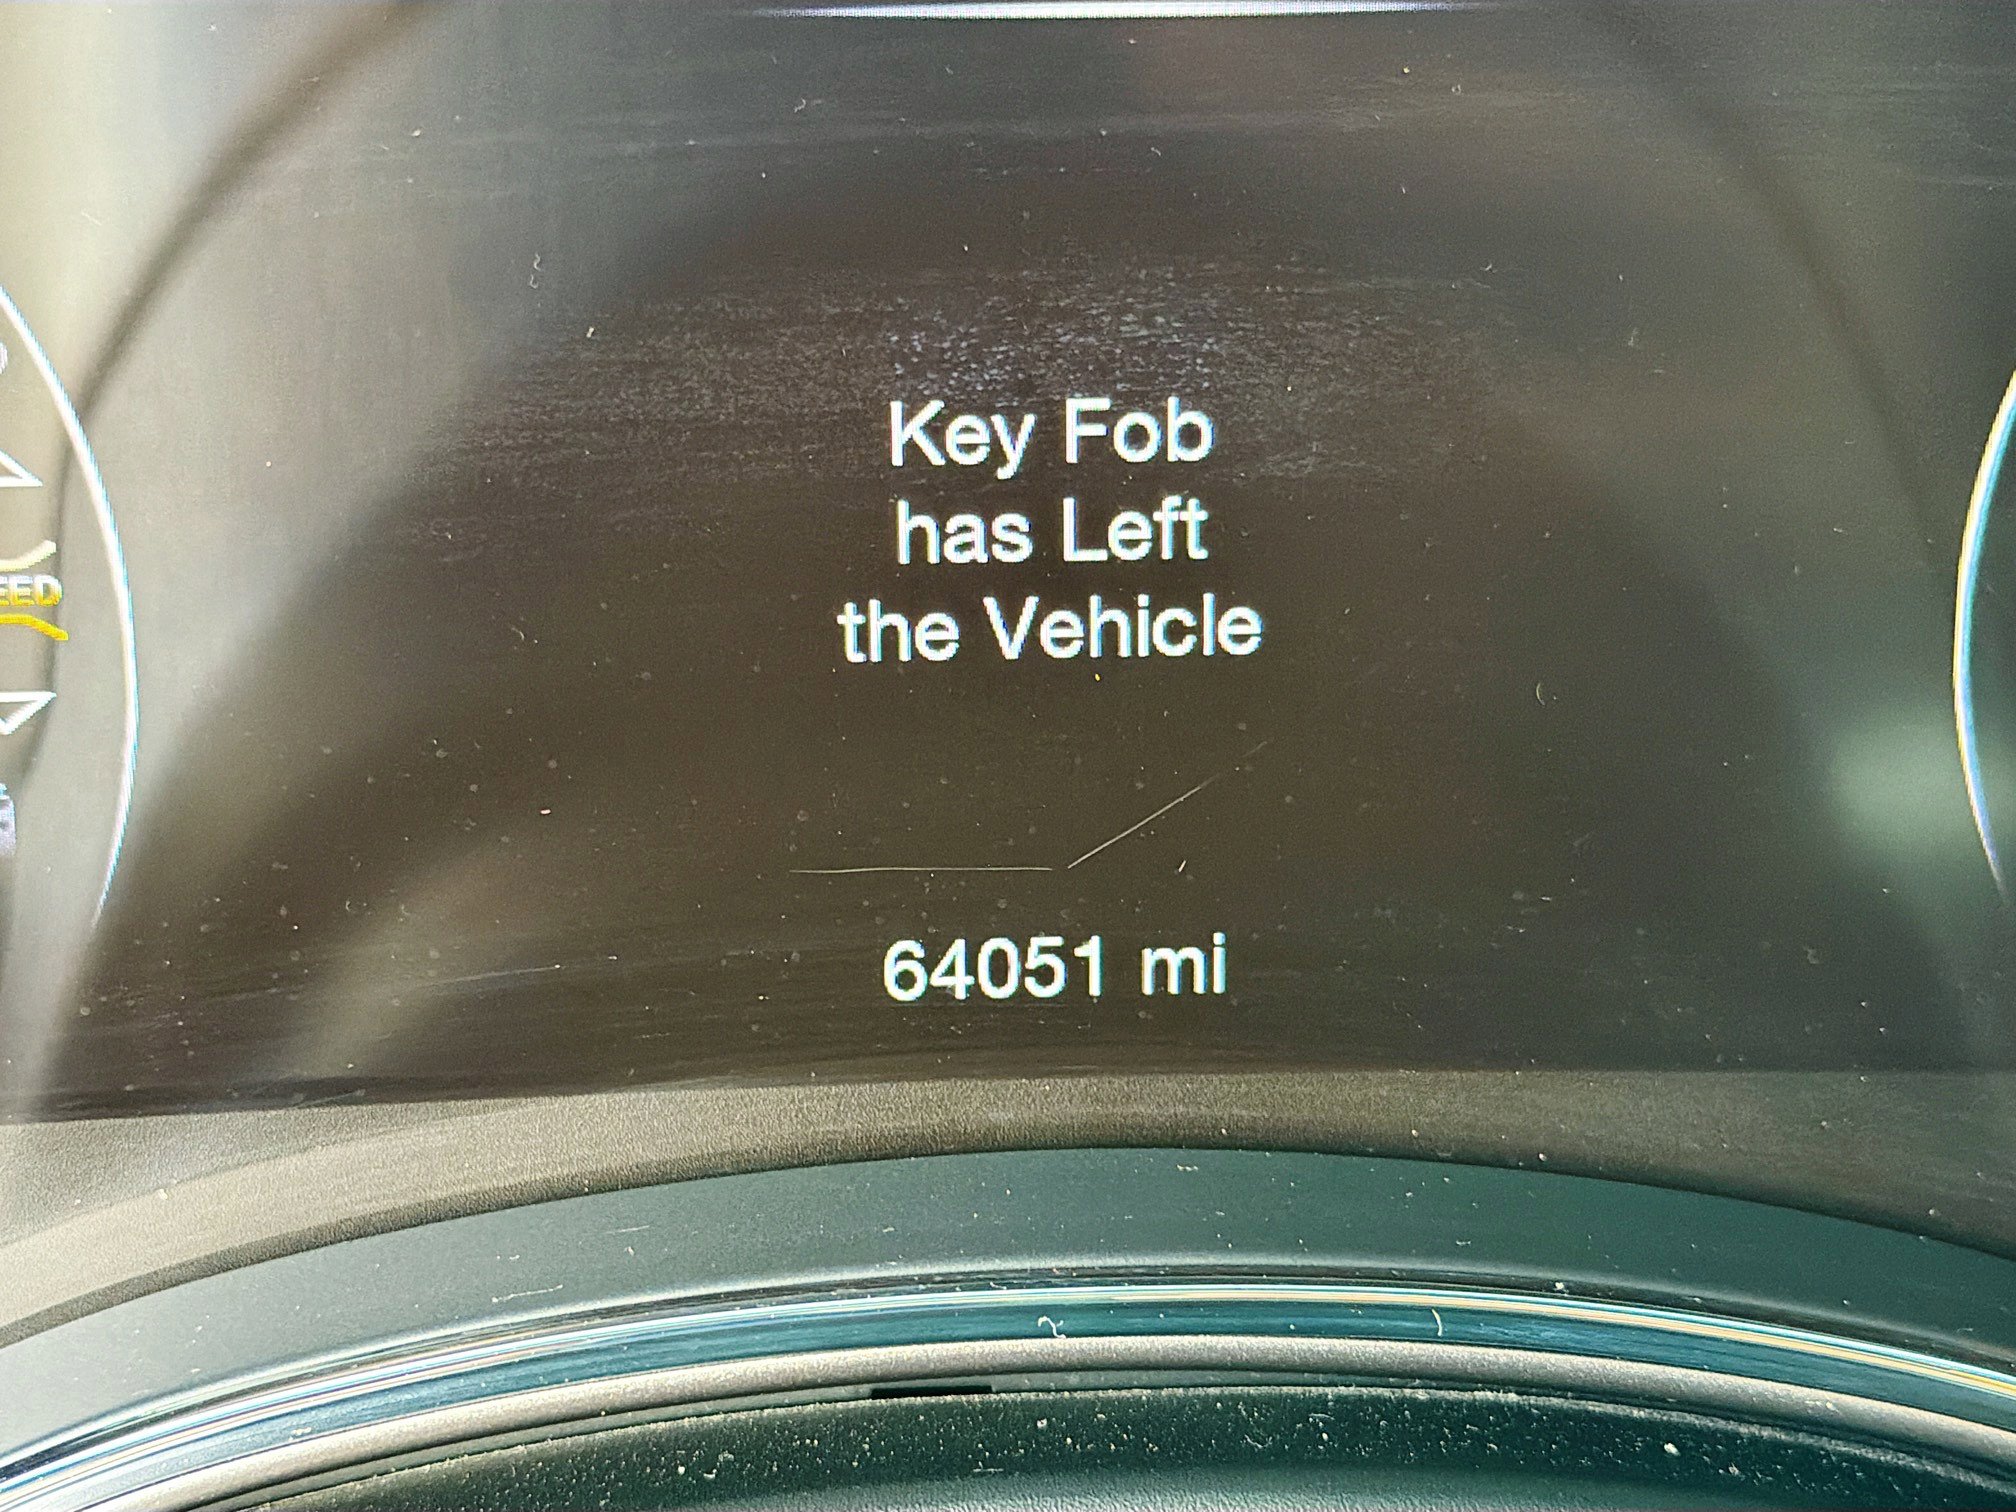 Key Fob
has Left
the Vehicle
64051 mi